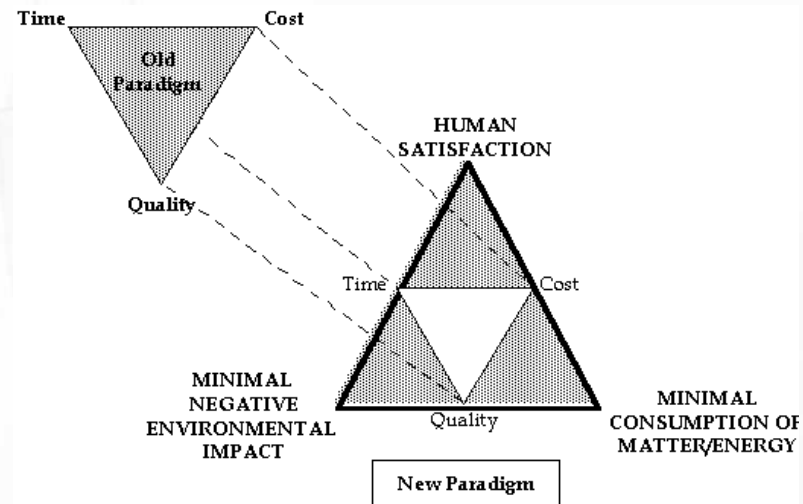 Time
Cost
Old
Paradigm
Quality
HUMAN
SATISFACTION
Time
Cost
MINIMAL
NEGATIVE
ENVIRONMENTAL
IMPACT
Quality
MINIMAL
CONSUMPTION OF
MATTER/ENERGY
New Paradigm